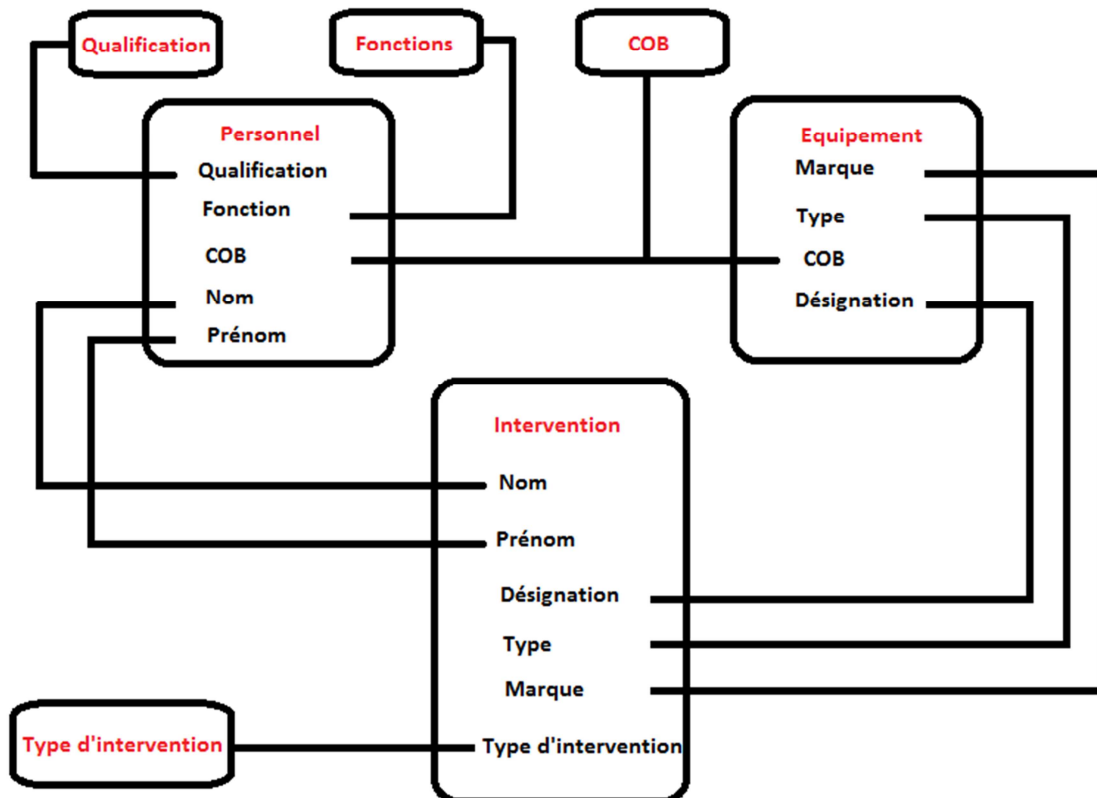 Qualification
Fonctions
COB
Personnel
Qualification
Fonction
COB
Nom
Prénom
Equipement
Marque
Type
COB
Désignation
Intervention
Nom
Prénom
Désignation
Type
Marque
Type d'intervention
Type d'intervention